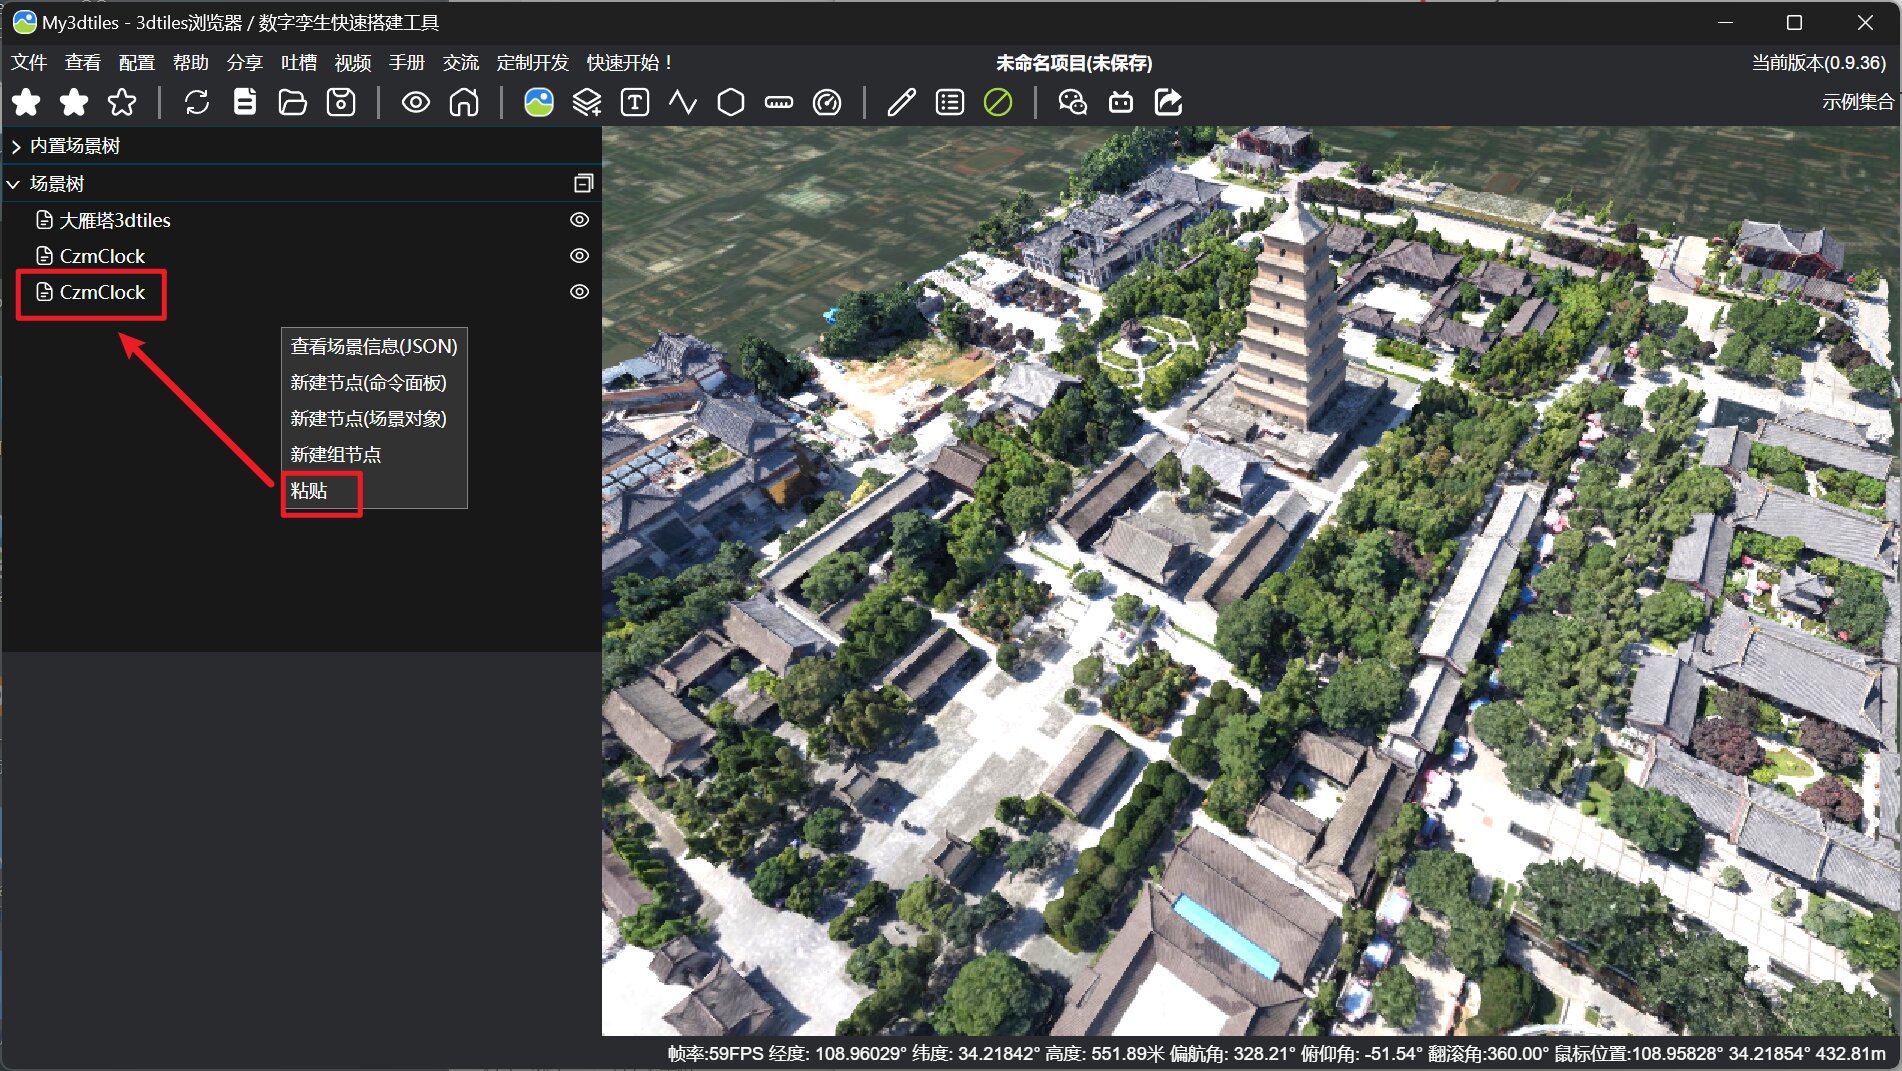 My3dtiles - 3dtiles浏览器 / 数字孪生快速搭建工具
文件 查看 配置 帮助 分享 吐槽 视频 手册 交流 定制开发 快速开始！ 未命名项目(未保存) 当前版本(0.9.36)
示例集合
内置场景树
场景树
大雁塔3dtiles
CzmClock
CzmClock
查看场景信息(JSON)
新建节点(命令面板)
新建节点(场景对象)
新建组节点
粘贴
帧率:59FPS 经度: 108.96029° 纬度: 34.21842° 高度: 551.89米 偏航角: 328.21° 俯仰角: -51.54° 翻滚角:360.00° 鼠标位置:108.95828° 34.21854° 432.81m